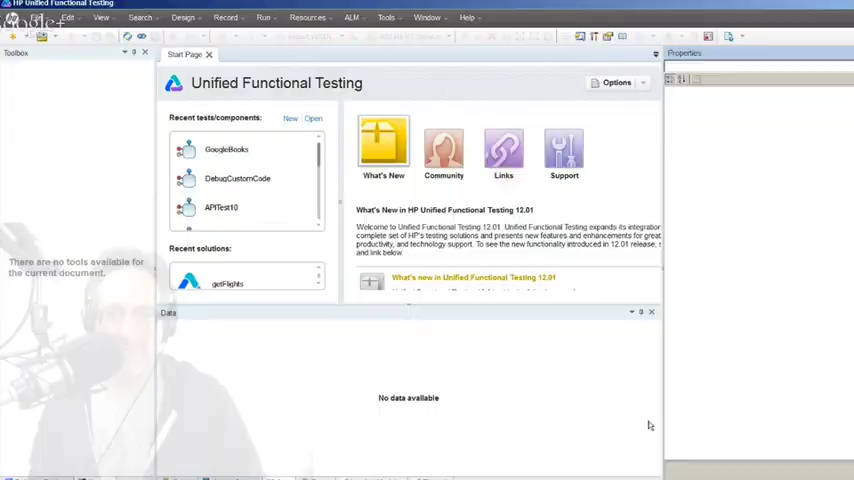 HP Unified Functional Testing
Google+
File Edit View Search Design Record Run Resources ALM Tools Window Help
Toolbox
Start Page
Properties
Unified Functional Testing
Options
Recent tests/components: New Open
GoogleBooks
DebugCustomCode
APITest10
What's New
Community
Links
Support
What's New in HP Unified Functional Testing 12.01
Welcome to Unified Functional Testing 12.01. Unified Functional Testing expands its integration
complete set of HP's testing solutions and presents new features and enhancements for great
productivity, and technology support. To see the new functionality introduced in 12.01 release, s
and link below.
What's new in Unified Functional Testing 12.01
Recent solutions:
getFlights
There are no tools available for
the current document.
Data
No data available